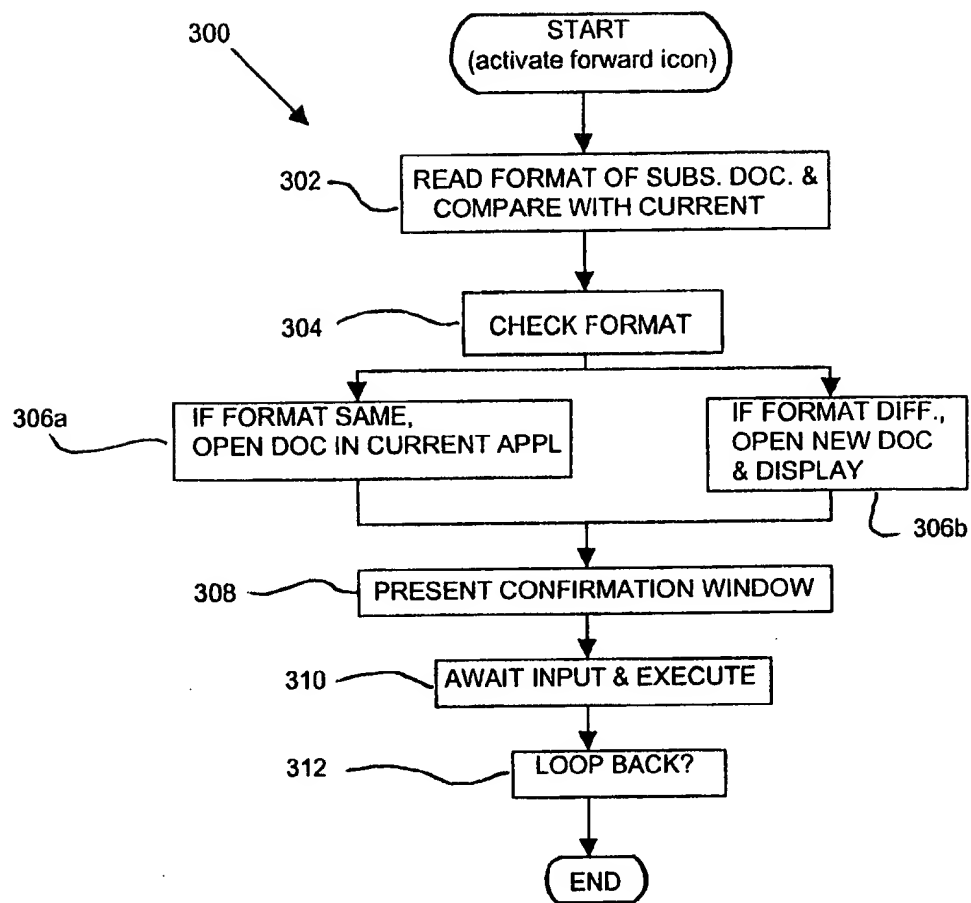 START
(activate forward icon)
300
302
READ FORMAT OF SUBS. DOC. &
COMPARE WITH CURRENT
304
CHECK FORMAT
306a
IF FORMAT SAME,
OPEN DOC IN CURRENT APPL
IF FORMAT DIFF.,
OPEN NEW DOC
& DISPLAY
306b
308
PRESENT CONFIRMATION WINDOW
310
AWAIT INPUT & EXECUTE
312
LOOP BACK?
END